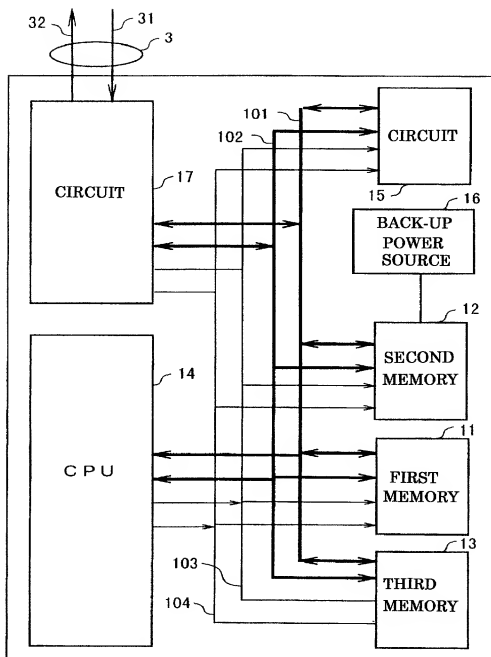 32
31
3
101
102
CIRCUIT
15
CIRCUIT
17
16
BACK-UP
POWER
SOURCE
12
SECOND
MEMORY
14
CPU
11
FIRST
MEMORY
13
THIRD
MEMORY
103
104